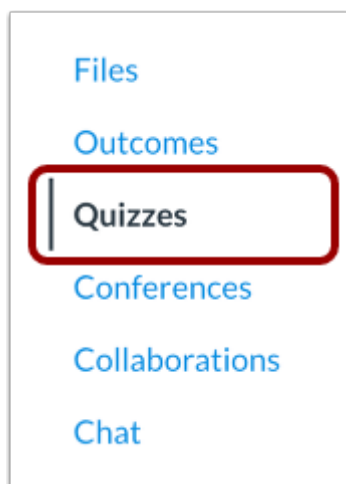 Files
Outcomes
Quizzes
Conferences
Collaborations
Chat